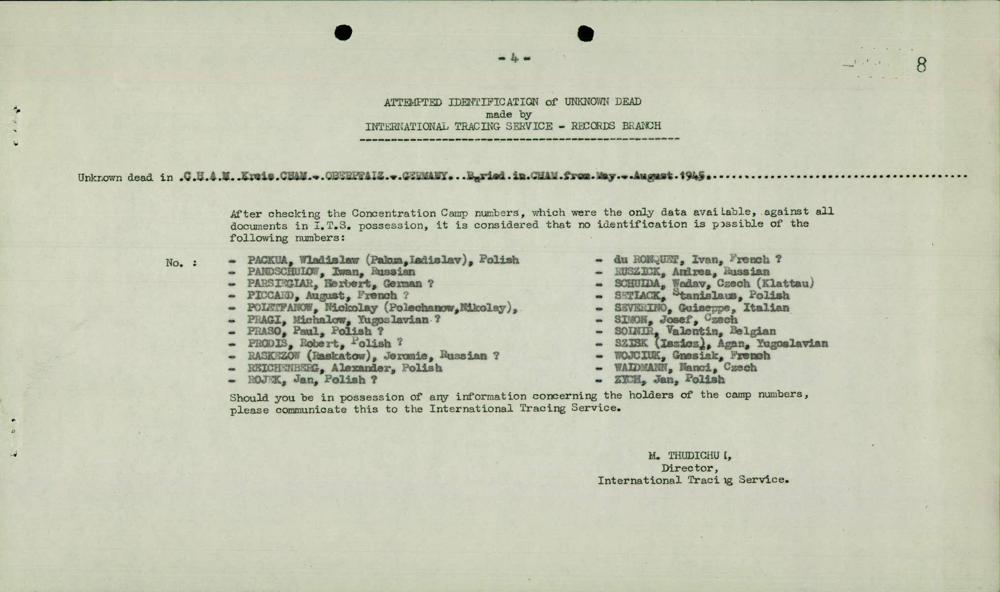 - 4 -
8
ATTEMPTED IDENTIFICATION of UNKNOWN DEAD
made by
INTERNATIONAL TRACING SERVICE - RECORDS BRANCH
Unknown dead in .C.H.A.M. Kreis.CHAM.-.OBERPFALZ.-.GERMANY...Buried.in.CHAM.from.May.-.August.1945.
After checking the Concentration Camp numbers, which were the only data available, against all
documents in I.T.S. possession, it is considered that no identification is possible of the
following numbers:
No. :
- PACKUA, Wladislaw (Pakua,Ladislav), Polish
- PANDSCHULOW, Iwan, Russian
- PARSIEGIAR, Herbert, German ?
- PICCARD, August, French ?
- POLETFANOW, Nickolay (Polechanow,Nikolay),
- PRAGI, Michalow, Yugoslavian ?
- PRASO, Paul, Polish ?
- PRODIS, Robert, Polish ?
- RASKEZOW (Raskatow), Jeromie, Russian ?
- REICHENBERG, Alexander, Polish
- ROJEK, Jan, Polish ?
- du RONQUET, Ivan, French ?
- RUSZICK, Andrea, Russian
- SCHUIDA, Wadav, Czech (Klattau)
- SETLACK, Stanislaus, Polish
- SEVERINO, Guiseppe, Italian
- SIMON, Josef, Czech
- SOLNIR, Valentin, Belgian
- SZISK Agan, Yugoslavian
- WOJCIUK, Gnesiak, French
- WAIDMANN, Nanci, Czech
- ZYCH, Jan, Polish
Should you be in possession of any information concerning the holders of the camp numbers,
please communicate this to the International Tracing Service.
M. THUDICHUM,
Director,
International Tracing Service.